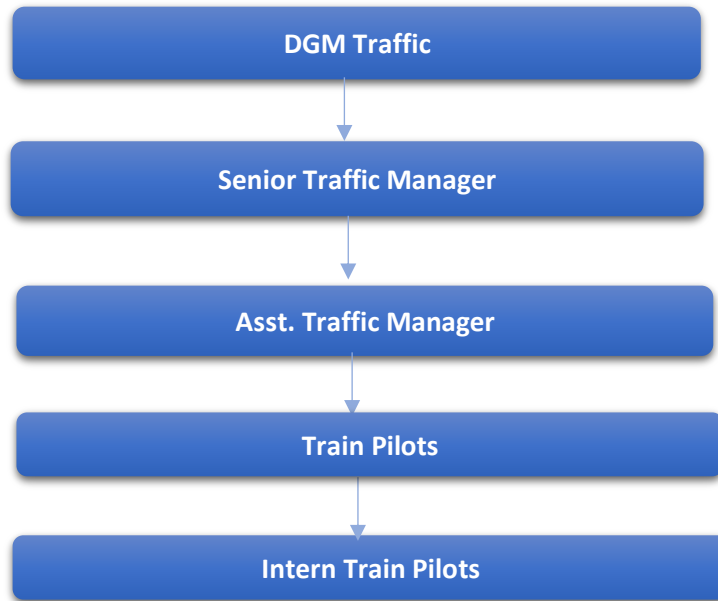 DGM Traffic
Senior Traffic Manager
Asst. Traffic Manager
Train Pilots
Intern Train Pilots